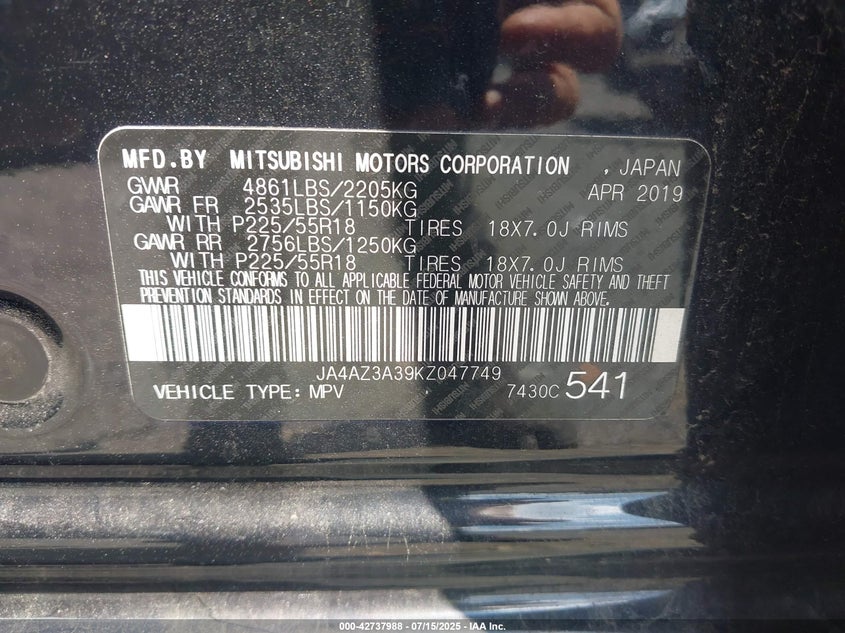 MFD.BY MITSUBISHI MOTORS CORPORATION , JAPAN
GVWR 4861LBS/2205KG APR 2019
GAWR FR 2535LBS/1150KG
WITH P225/55R18 TIRES 18X7.0J RIMS
GAWR RR 2756LBS/1250KG
WITH P225/55R18 TIRES 18X7.0J RIMS
THIS VEHICLE CONFORMS TO ALL APPLICABLE FEDERAL MOTOR VEHICLE SAFETY AND THEFT
PREVENTION STANDARDS IN EFFECT ON THE DATE OF MANUFACTURE SHOWN ABOVE.
JA4AZ3A39KZ047749
VEHICLE TYPE: MPV 7430C 541
000-42737988 - 07/15/2025 - IAA Inc.